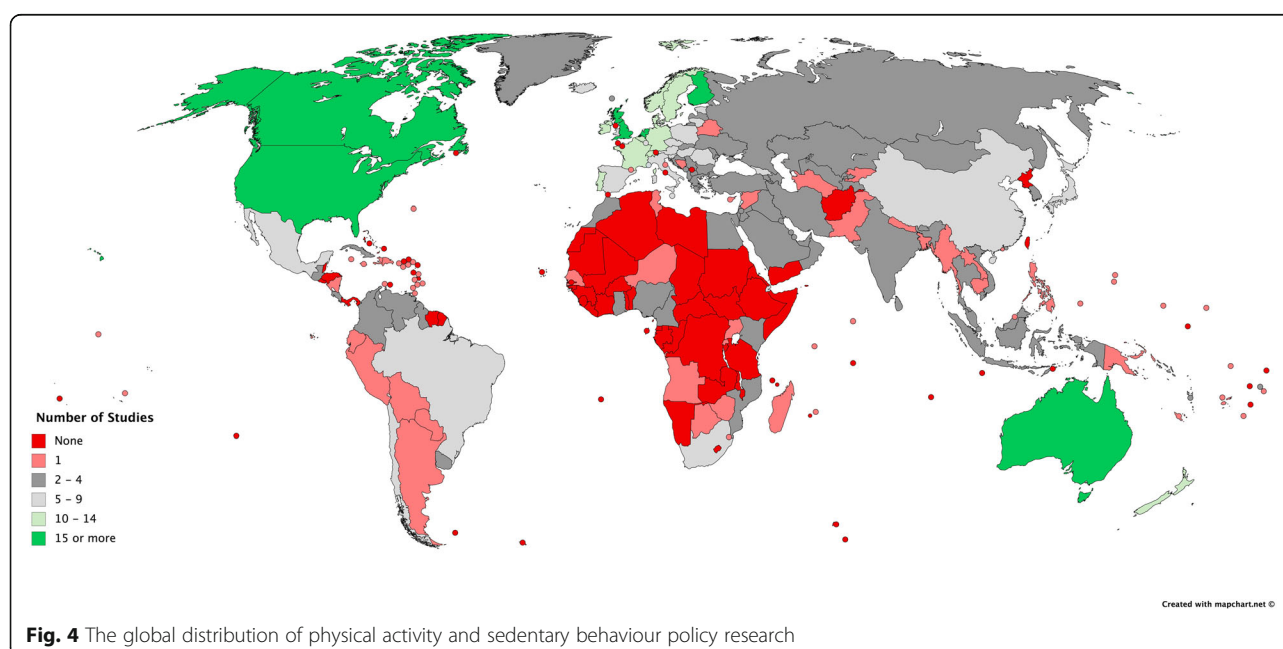 Number of Studies
None
1
2 – 4
5 – 9
10 – 14
15 or more
Created with mapchart.net ©
Fig. 4 The global distribution of physical activity and sedentary behaviour policy research